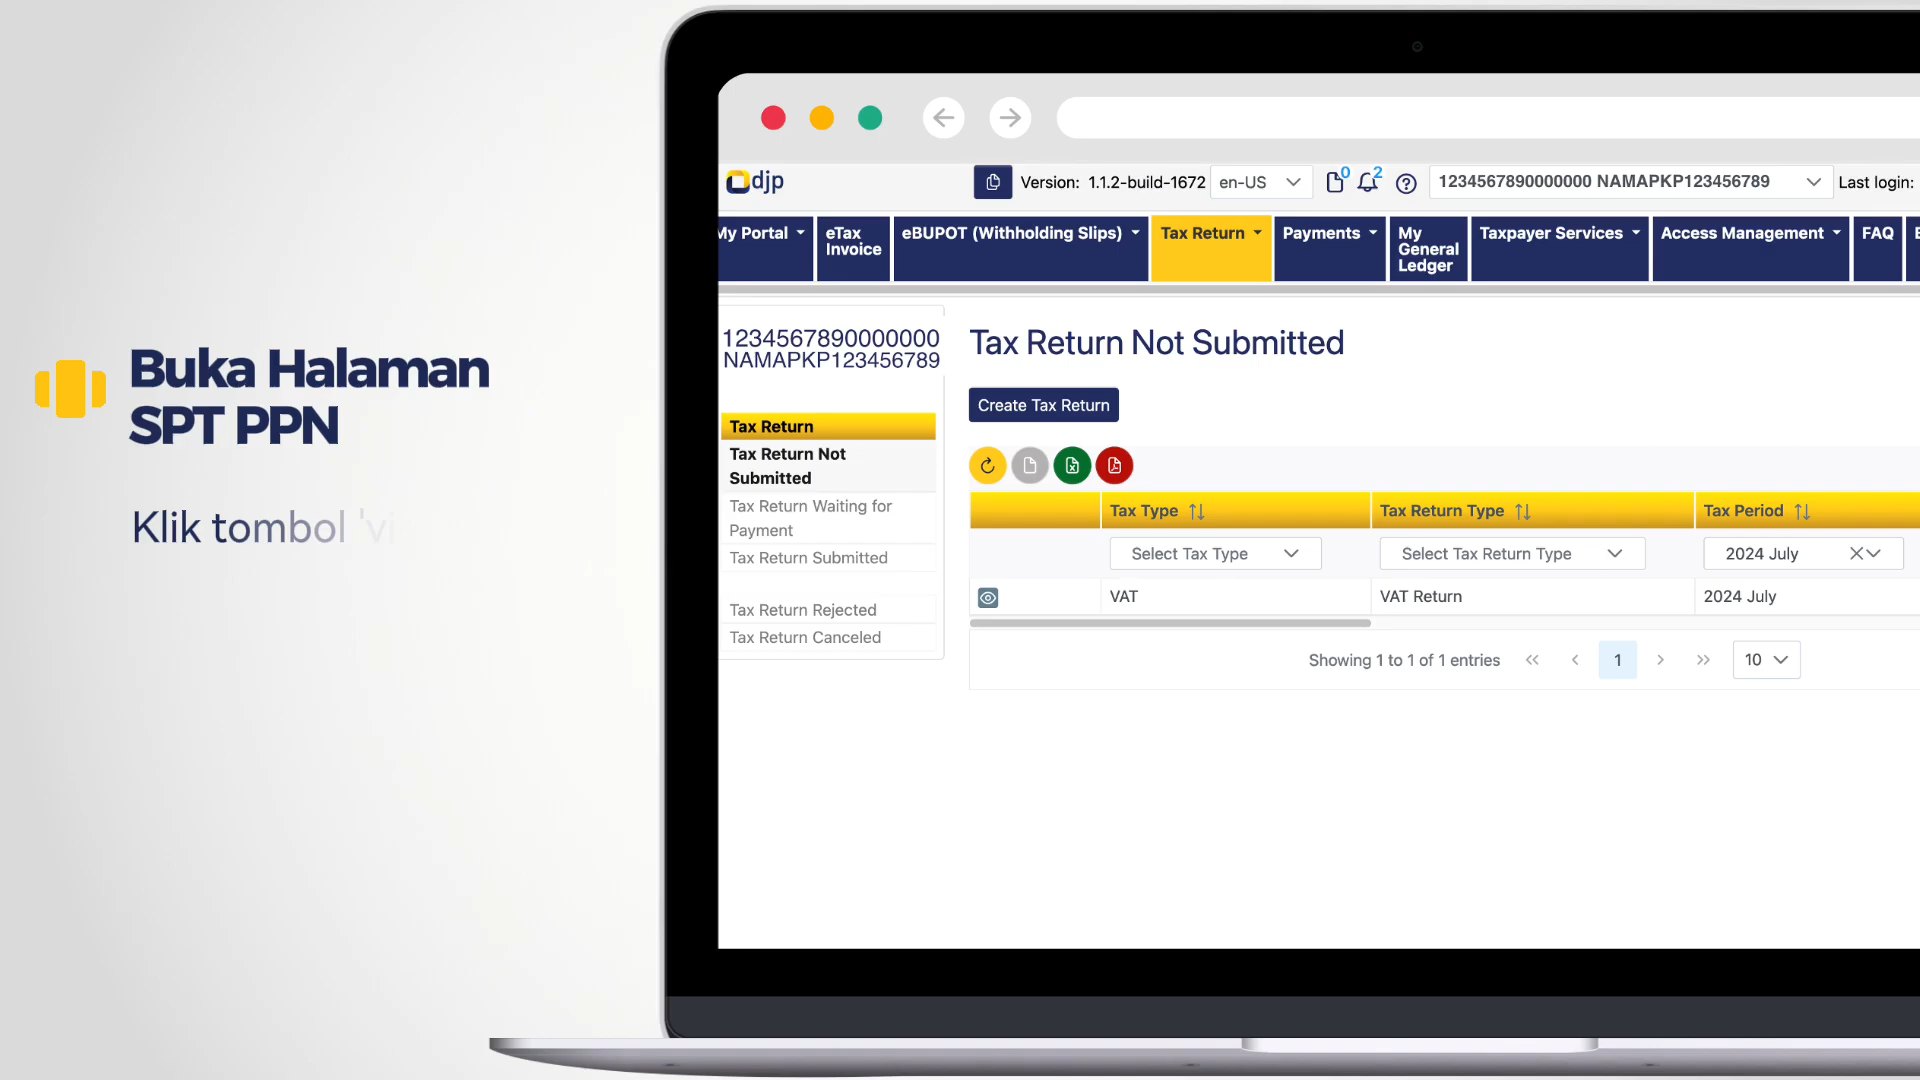 Buka Halaman
SPT PPN
Klik tombol 'vi
djp
Version: 1.1.2-build-1672
en-US
0
2
1234567890000000 NAMAPKP123456789
Last login:
My Portal
eTax
Invoice
eBUPOT (Withholding Slips)
Tax Return
Payments
My
General
Ledger
Taxpayer Services
Access Management
FAQ
1234567890000000
NAMAPKP123456789
Tax Return
Tax Return Not
Submitted
Tax Return Waiting for
Payment
Tax Return Submitted
Tax Return Rejected
Tax Return Canceled
Tax Return Not Submitted
Create Tax Return
Tax Type
Tax Return Type
Tax Period
Select Tax Type
Select Tax Return Type
2024 July
VAT
VAT Return
2024 July
Showing 1 to 1 of 1 entries
1
10